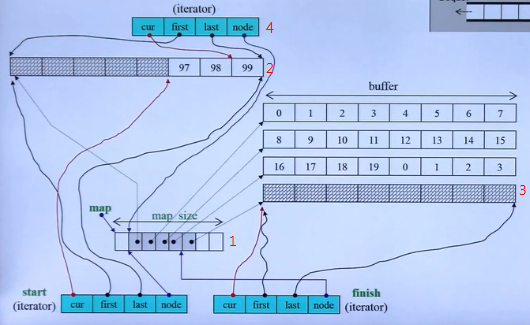 (iterator)
cur first last node 4
97 98 99 2
buffer
0 1 2 3 4 5 6 7
8 9 10 11 12 13 14 15
16 17 18 19 0 1 2 3
3
map
map size
1
start
(iterator)
cur first last node
cur first last node
finish
(iterator)